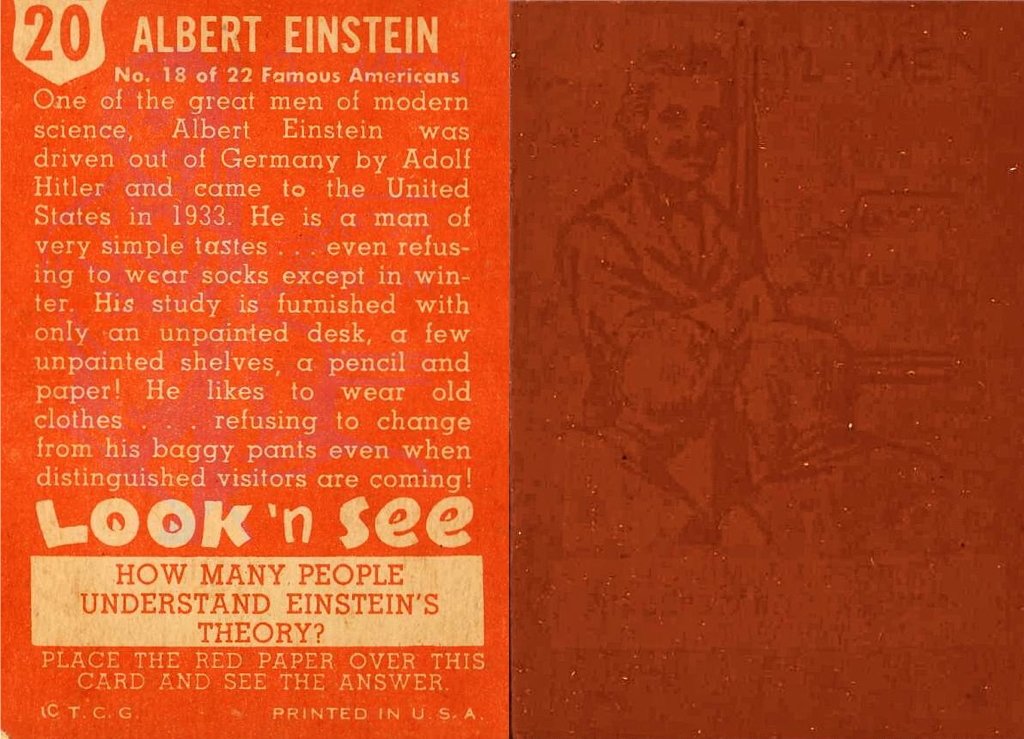 20
ALBERT EINSTEIN
No. 18 of 22 Famous Americans
One of the great men of modern
science, Albert Einstein was
driven out of Germany by Adolf
Hitler and came to the United
States in 1933. He is a man of
very simple tastes . . . even refus-
ing to wear socks except in win-
ter. His study is furnished with
only an unpainted desk, a few
unpainted shelves, a pencil and
paper! He likes to wear old
clothes . . . refusing to change
from his baggy pants even when
distinguished visitors are coming!
LOOK 'n SEE
HOW MANY PEOPLE
UNDERSTAND EINSTEIN'S
THEORY?
PLACE THE RED PAPER OVER THIS
CARD AND SEE THE ANSWER.
©T.C.G. PRINTED IN U.S.A.
12 MEN